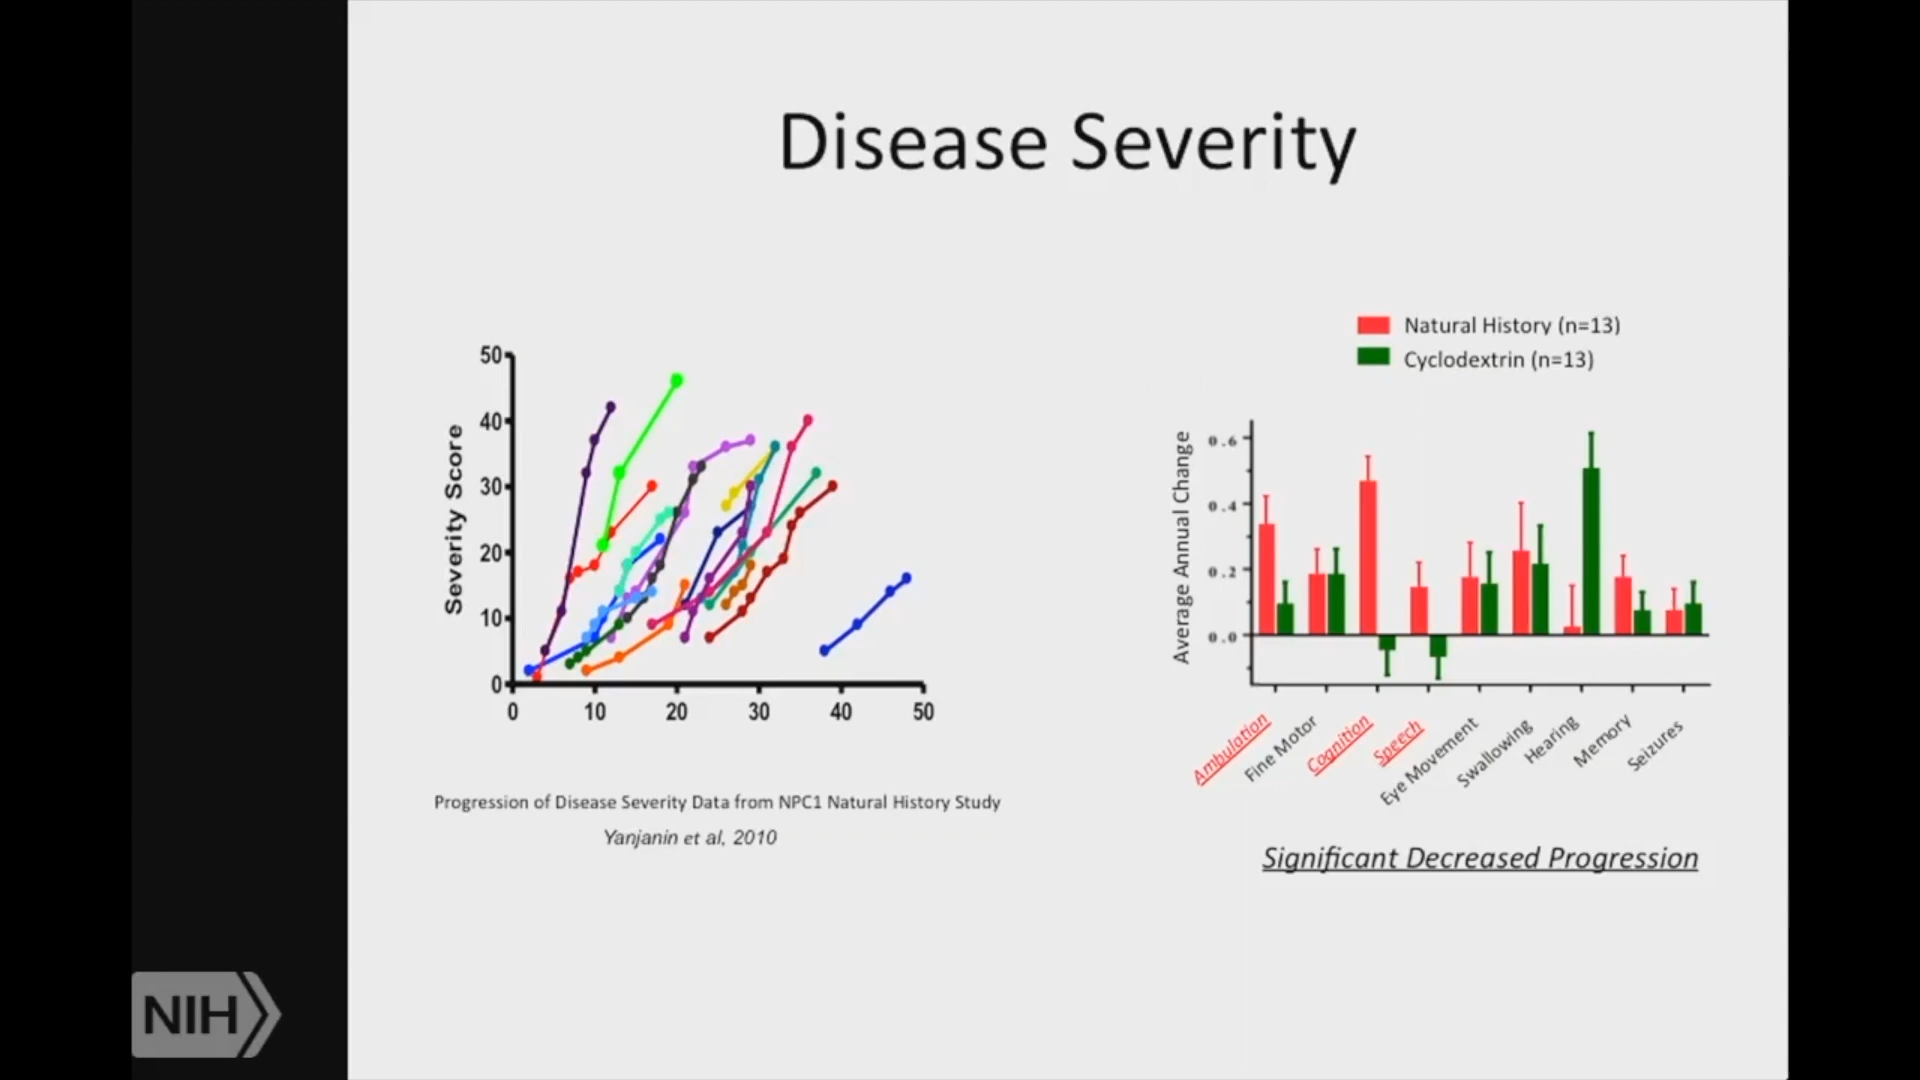 Disease Severity
50
40
30
20
10
0
Severity Score
0 10 20 30 40 50
Progression of Disease Severity Data from NPC1 Natural History Study
Yanjanin et al, 2010
Natural History (n=13)
Cyclodextrin (n=13)
0.6
0.4
0.2
0.0
Average Annual Change
Ambulation
Fine Motor
Cognition
Speech
Eye Movement
Swallowing
Hearing
Memory
Seizures
Significant Decreased Progression
NIH